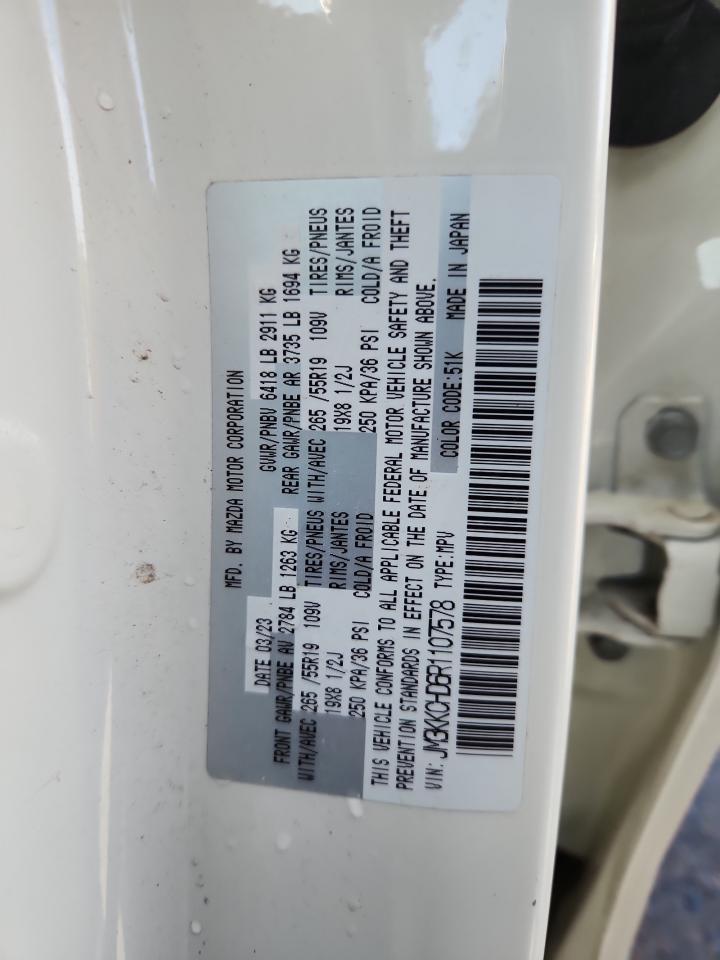 MFD. BY MAZDA MOTOR CORPORATION
DATE 03/23 GVWR/PNBV 6418 LB 2911 KG
FRONT GAWR/PNBE AV 2784 LB 1263 KG REAR GAWR/PNBE AR 3735 LB 1694 KG
WITH/AVEC 265 /55R19 109V TIRES/PNEUS WITH/AVEC 265 /55R19 109V TIRES/PNEUS
19X8 1/2J RIMS/JANTES 19X8 1/2J RIMS/JANTES
250 KPA/36 PSI COLD/A FROID 250 KPA/36 PSI COLD/A FROID
THIS VEHICLE CONFORMS TO ALL APPLICABLE FEDERAL MOTOR VEHICLE SAFETY AND THEFT
PREVENTION STANDARDS IN EFFECT ON THE DATE OF MANUFACTURE SHOWN ABOVE.
VIN: JM3KKCHD6R1107578 TYPE:MPV COLOR CODE:51K MADE IN JAPAN